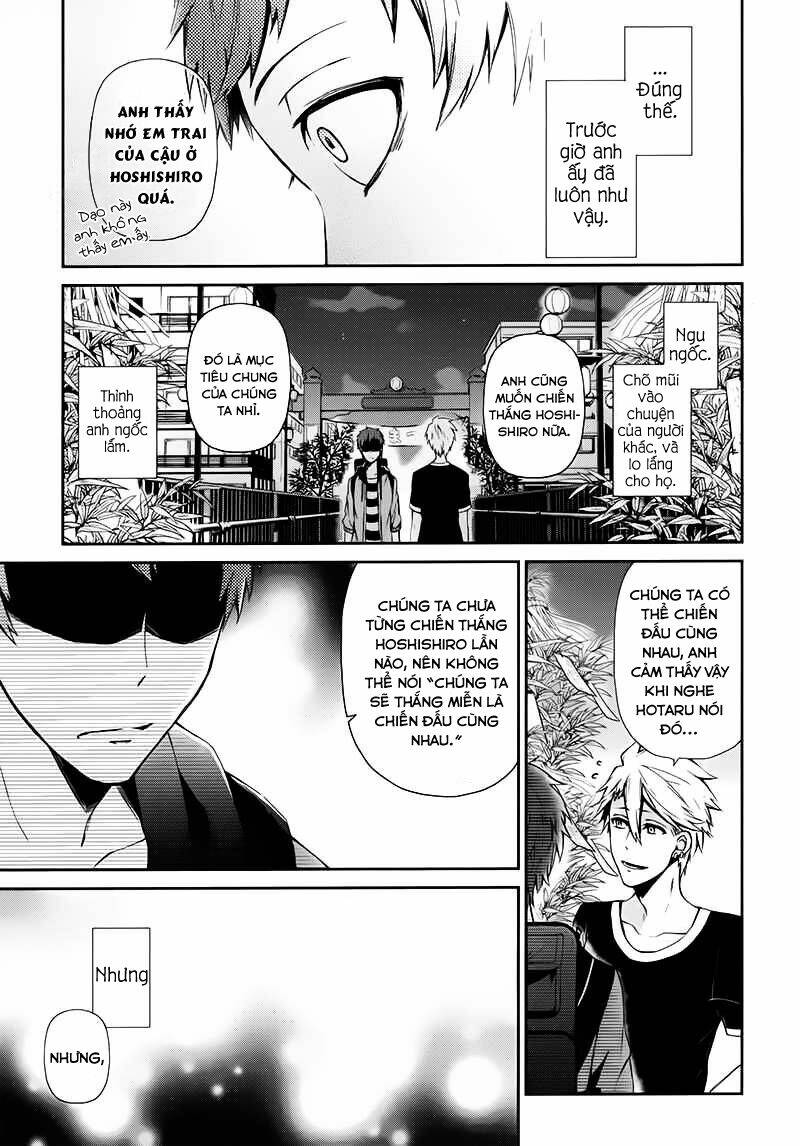 ...
Đúng
thế.
Trước
giờ anh
ấy đã
luôn như
vậy.
ANH THẤY
NHỚ EM TRAI
CỦA CẬU Ở
HOSHISHIRO
QUÁ.
Dạo này
anh không
thấy em ấy
Ngu
ngốc.
Chõ mũi
vào
chuyện
của người
khác, và
lo lắng
cho họ.
ANH CŨNG
MUỐN CHIẾN
THẮNG HOSHI-
SHIRO NỮA.
ĐÓ LÀ MỤC
TIÊU CHUNG
CỦA CHÚNG
TA NHỈ.
Thỉnh
thoảng
anh ngốc
lắm.
CHÚNG TA CÓ
THỂ CHIẾN
ĐẤU CÙNG
NHAU, ANH
CẢM THẤY VẬY
KHI NGHE
HOTARU NÓI
ĐÓ...
CHÚNG TA CHƯA
TỪNG CHIẾN THẮNG
HOSHISHIRO LẦN
NÀO, NÊN KHÔNG
THỂ NÓI “CHÚNG TA
SẼ THẮNG MIỄN LÀ
CHIẾN ĐẤU CÙNG
NHAU.”
Nhưng
NHƯNG,